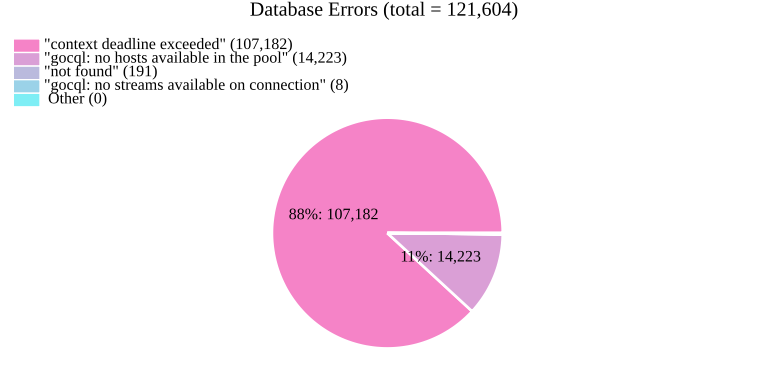 Database Errors (total = 121,604)
"context deadline exceeded" (107,182)
"gocql: no hosts available in the pool" (14,223)
"not found" (191)
"gocql: no streams available on connection" (8)
Other (0)
88%: 107,182
11%: 14,223